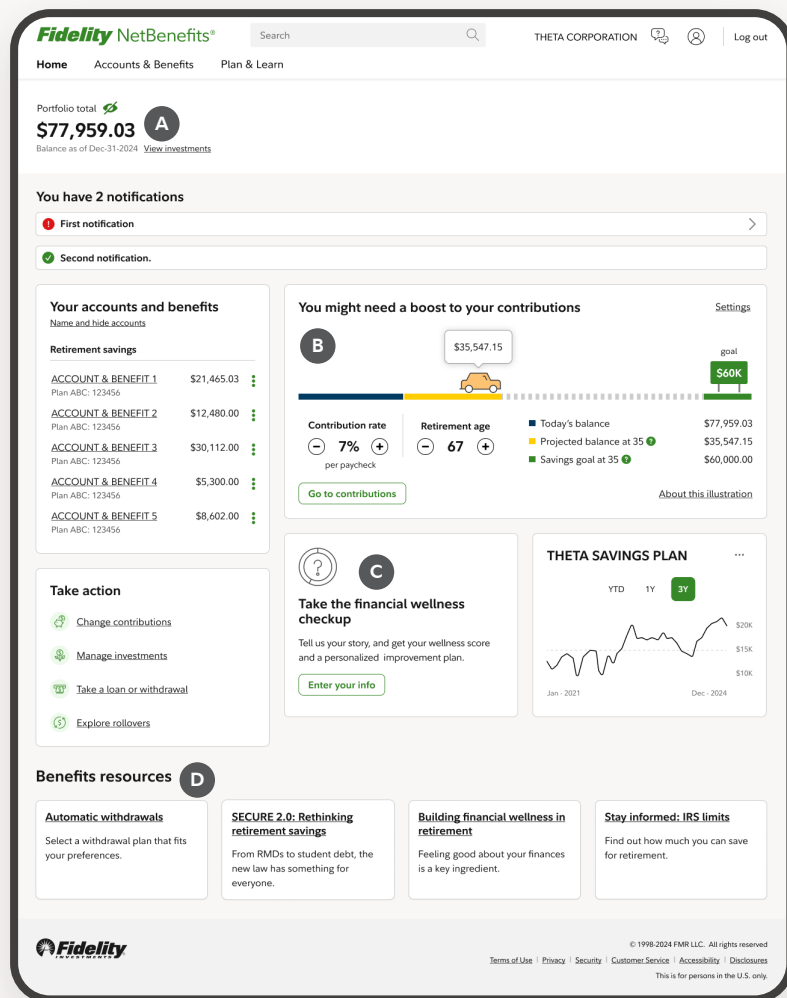 Fidelity NetBenefits®
Search
THETA CORPORATION
Log out
Home
Accounts & Benefits
Plan & Learn
Portfolio total
$77,959.03
A
Balance as of Dec-31-2024 View investments
You have 2 notifications
! First notification
Second notification.
Your accounts and benefits
Name and hide accounts
Retirement savings
ACCOUNT & BENEFIT 1 $21,465.03
Plan ABC: 123456
ACCOUNT & BENEFIT 2 $12,480.00
Plan ABC: 123456
ACCOUNT & BENEFIT 3 $30,112.00
Plan ABC: 123456
ACCOUNT & BENEFIT 4 $5,300.00
Plan ABC: 123456
ACCOUNT & BENEFIT 5 $8,602.00
Plan ABC: 123456
You might need a boost to your contributions
Settings
B
$35,547.15
goal
$60K
Contribution rate
− 7% +
per paycheck
Retirement age
− 67 +
Today's balance $77,959.03
Projected balance at 35 ? $35,547.15
Savings goal at 35 ? $60,000.00
Go to contributions
About this illustration
Take action
Change contributions
Manage investments
Take a loan or withdrawal
Explore rollovers
?
C
Take the financial wellness
checkup
Tell us your story, and get your wellness score
and a personalized improvement plan.
Enter your info
THETA SAVINGS PLAN ...
YTD 1Y 3Y
$20K
$15K
$10K
Jan - 2021 Dec - 2024
Benefits resources
D
Automatic withdrawals
Select a withdrawal plan that fits
your preferences.
SECURE 2.0: Rethinking
retirement savings
From RMDs to student debt, the
new law has something for
everyone.
Building financial wellness in
retirement
Feeling good about your finances
is a key ingredient.
Stay informed: IRS limits
Find out how much you can save
for retirement.
Fidelity
INVESTMENTS
© 1998-2024 FMR LLC. All rights reserved
Terms of Use | Privacy | Security | Customer Service | Accessibility | Disclosures
This is for persons in the U.S. only.